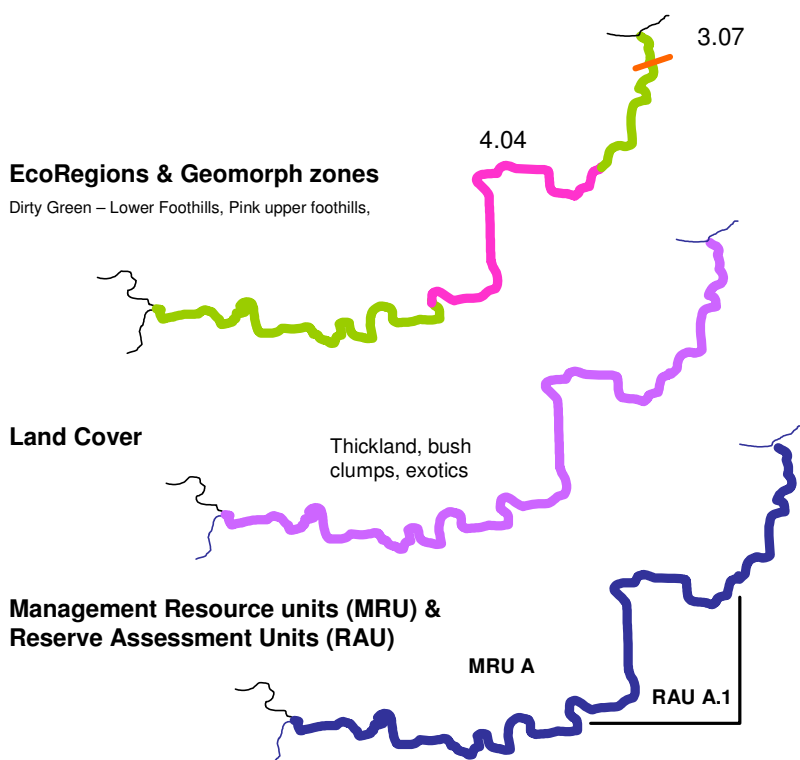 3.07
4.04
EcoRegions & Geomorph zones
Dirty Green – Lower Foothills, Pink upper foothills,
Land Cover
Thickland, bush
clumps, exotics
Management Resource units (MRU) &
Reserve Assessment Units (RAU)
MRU A
RAU A.1